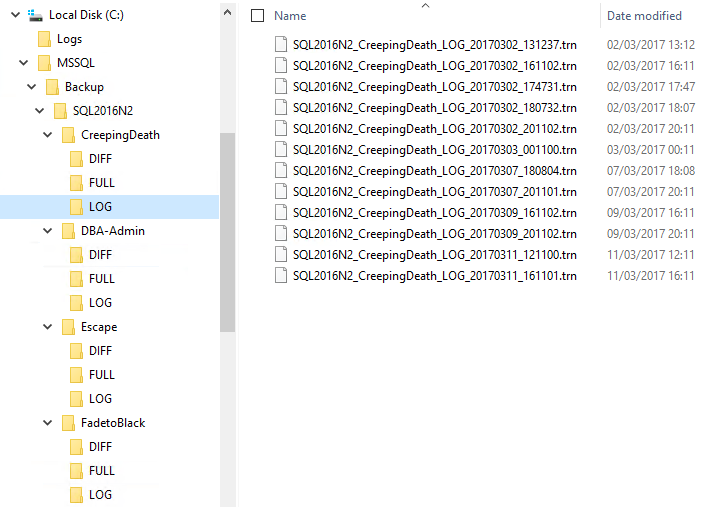 Local Disk (C:)
Logs
MSSQL
Backup
SQL2016N2
CreepingDeath
DIFF
FULL
LOG
DBA-Admin
DIFF
FULL
LOG
Escape
DIFF
FULL
LOG
FadetoBlack
DIFF
FULL
LOG
Name Date modified
SQL2016N2_CreepingDeath_LOG_20170302_131237.trn 02/03/2017 13:12
SQL2016N2_CreepingDeath_LOG_20170302_161102.trn 02/03/2017 16:11
SQL2016N2_CreepingDeath_LOG_20170302_174731.trn 02/03/2017 17:47
SQL2016N2_CreepingDeath_LOG_20170302_180732.trn 02/03/2017 18:07
SQL2016N2_CreepingDeath_LOG_20170302_201102.trn 02/03/2017 20:11
SQL2016N2_CreepingDeath_LOG_20170303_001100.trn 03/03/2017 00:11
SQL2016N2_CreepingDeath_LOG_20170307_180804.trn 07/03/2017 18:08
SQL2016N2_CreepingDeath_LOG_20170307_201101.trn 07/03/2017 20:11
SQL2016N2_CreepingDeath_LOG_20170309_161102.trn 09/03/2017 16:11
SQL2016N2_CreepingDeath_LOG_20170309_201102.trn 09/03/2017 20:11
SQL2016N2_CreepingDeath_LOG_20170311_121100.trn 11/03/2017 12:11
SQL2016N2_CreepingDeath_LOG_20170311_161101.trn 11/03/2017 16:11